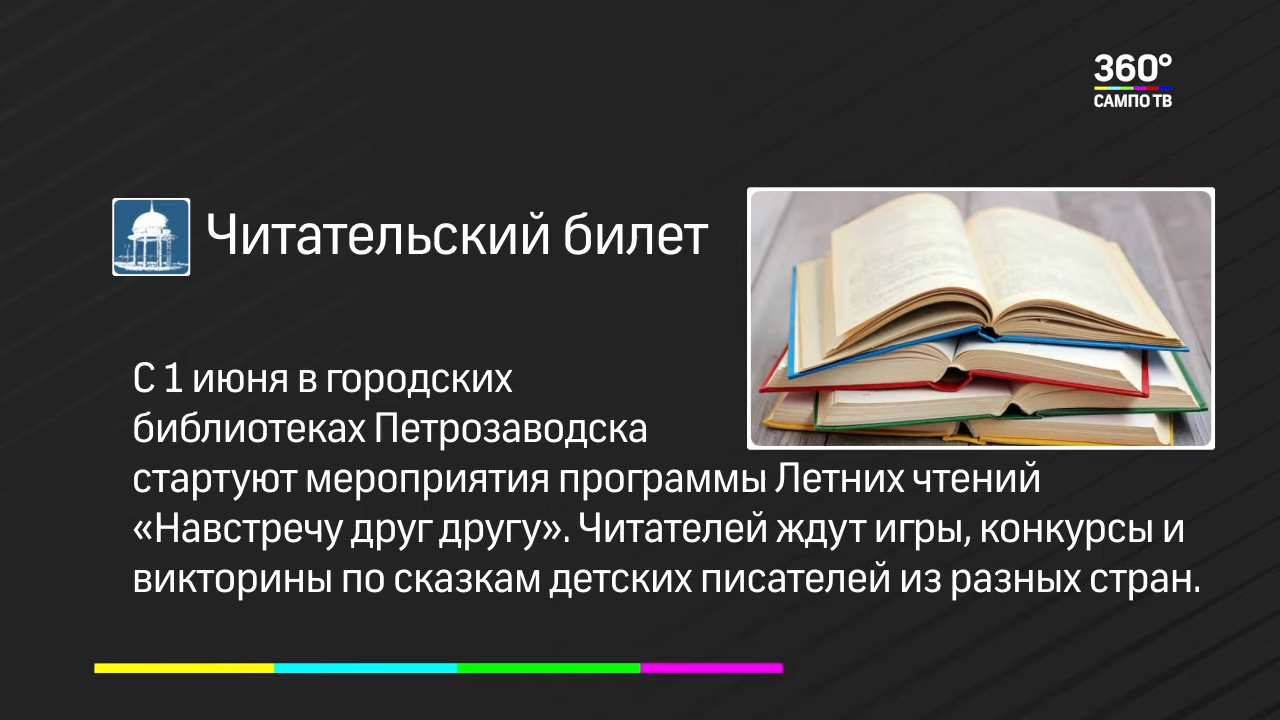 360°
САМПО ТВ
Читательский билет
С 1 июня в городских
библиотеках Петрозаводска
стартуют мероприятия программы Летних чтений
«Навстречу друг другу». Читателей ждут игры, конкурсы и
викторины по сказкам детских писателей из разных стран.